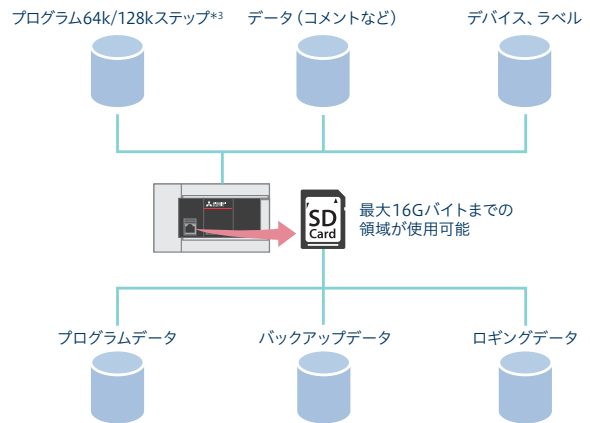 プログラム64k/128kステップ*3
データ(コメントなど)
デバイス、ラベル
SD
Card
最大16Gバイトまでの
領域が使用可能
プログラムデータ
バックアップデータ
ロギングデータ